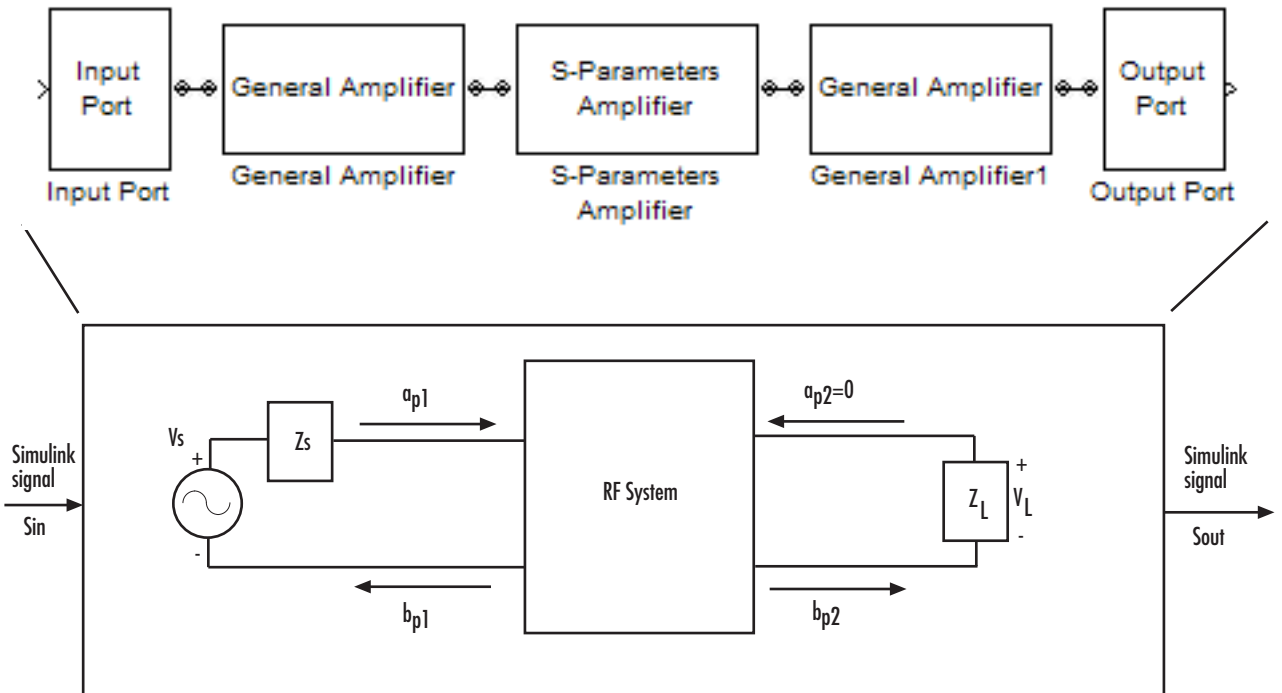 Input
Port
General Amplifier
S-Parameters
Amplifier
General Amplifier
Output
Port
Input Port
General Amplifier
S-Parameters
Amplifier
General Amplifier1
Output Port
Simulink
signal
Sin
Vs
+
-
Zs
ap1
bp1
RF System
ap2=0
bp2
ZL
+
VL
-
Simulink
signal
Sout